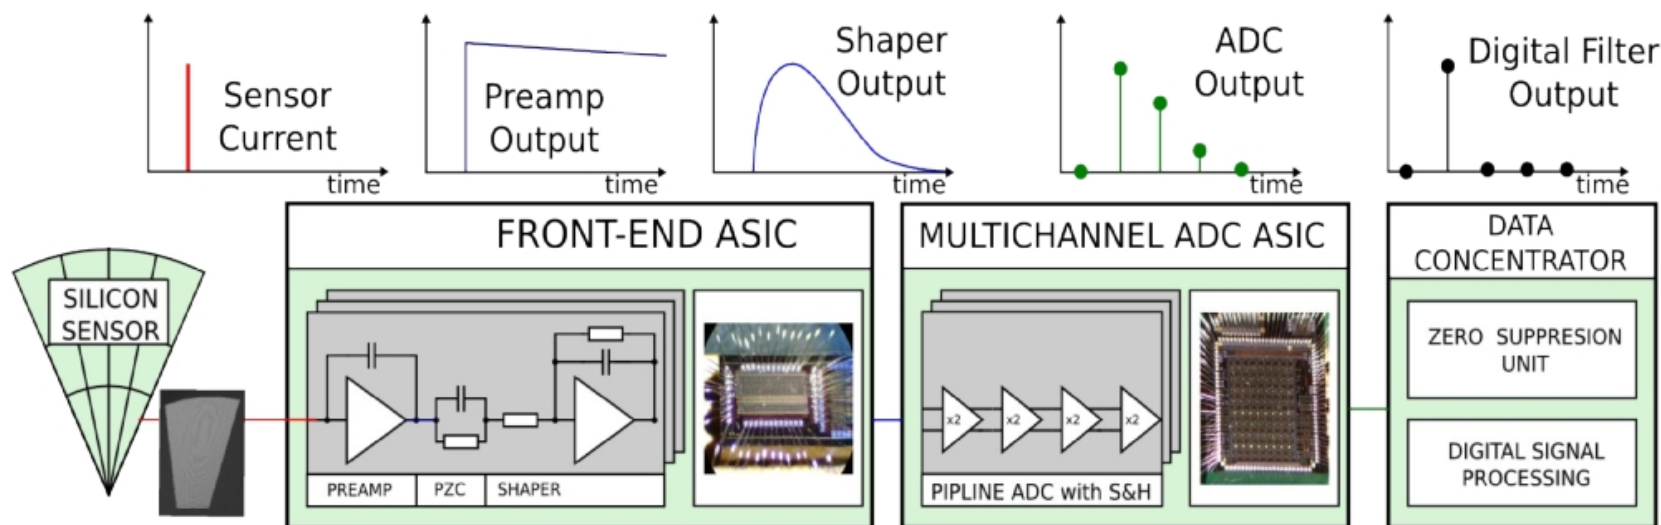 Sensor
Current
time
Preamp
Output
time
Shaper
Output
time
ADC
Output
time
Digital Filter
Output
time
SILICON
SENSOR
FRONT-END ASIC
PREAMP
PZC
SHAPER
MULTICHANNEL ADC ASIC
x2
x2
x2
x2
PIPLINE ADC with S&H
DATA
CONCENTRATOR
ZERO SUPPRESION
UNIT
DIGITAL SIGNAL
PROCESSING